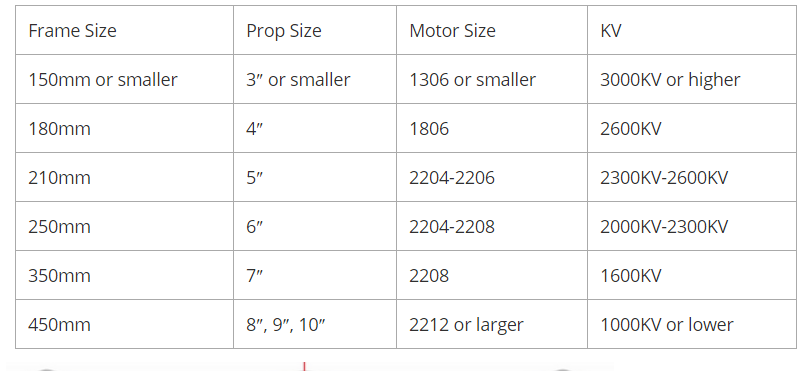 Frame Size Prop Size Motor Size KV
150mm or smaller 3” or smaller 1306 or smaller 3000KV or higher
180mm 4” 1806 2600KV
210mm 5” 2204-2206 2300KV-2600KV
250mm 6” 2204-2208 2000KV-2300KV
350mm 7” 2208 1600KV
450mm 8”, 9”, 10” 2212 or larger 1000KV or lower